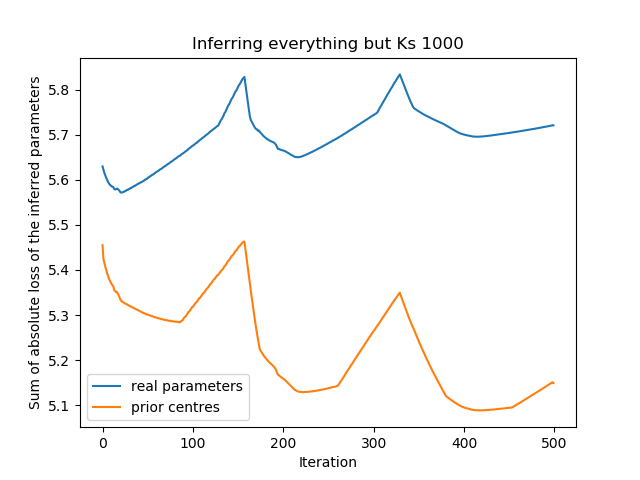 Inferring everything but Ks 1000
Sum of absolute loss of the inferred parameters
5.8
5.7
5.6
5.5
5.4
5.3
5.2
5.1
real parameters
prior centres
0
100
200
300
400
500
Iteration